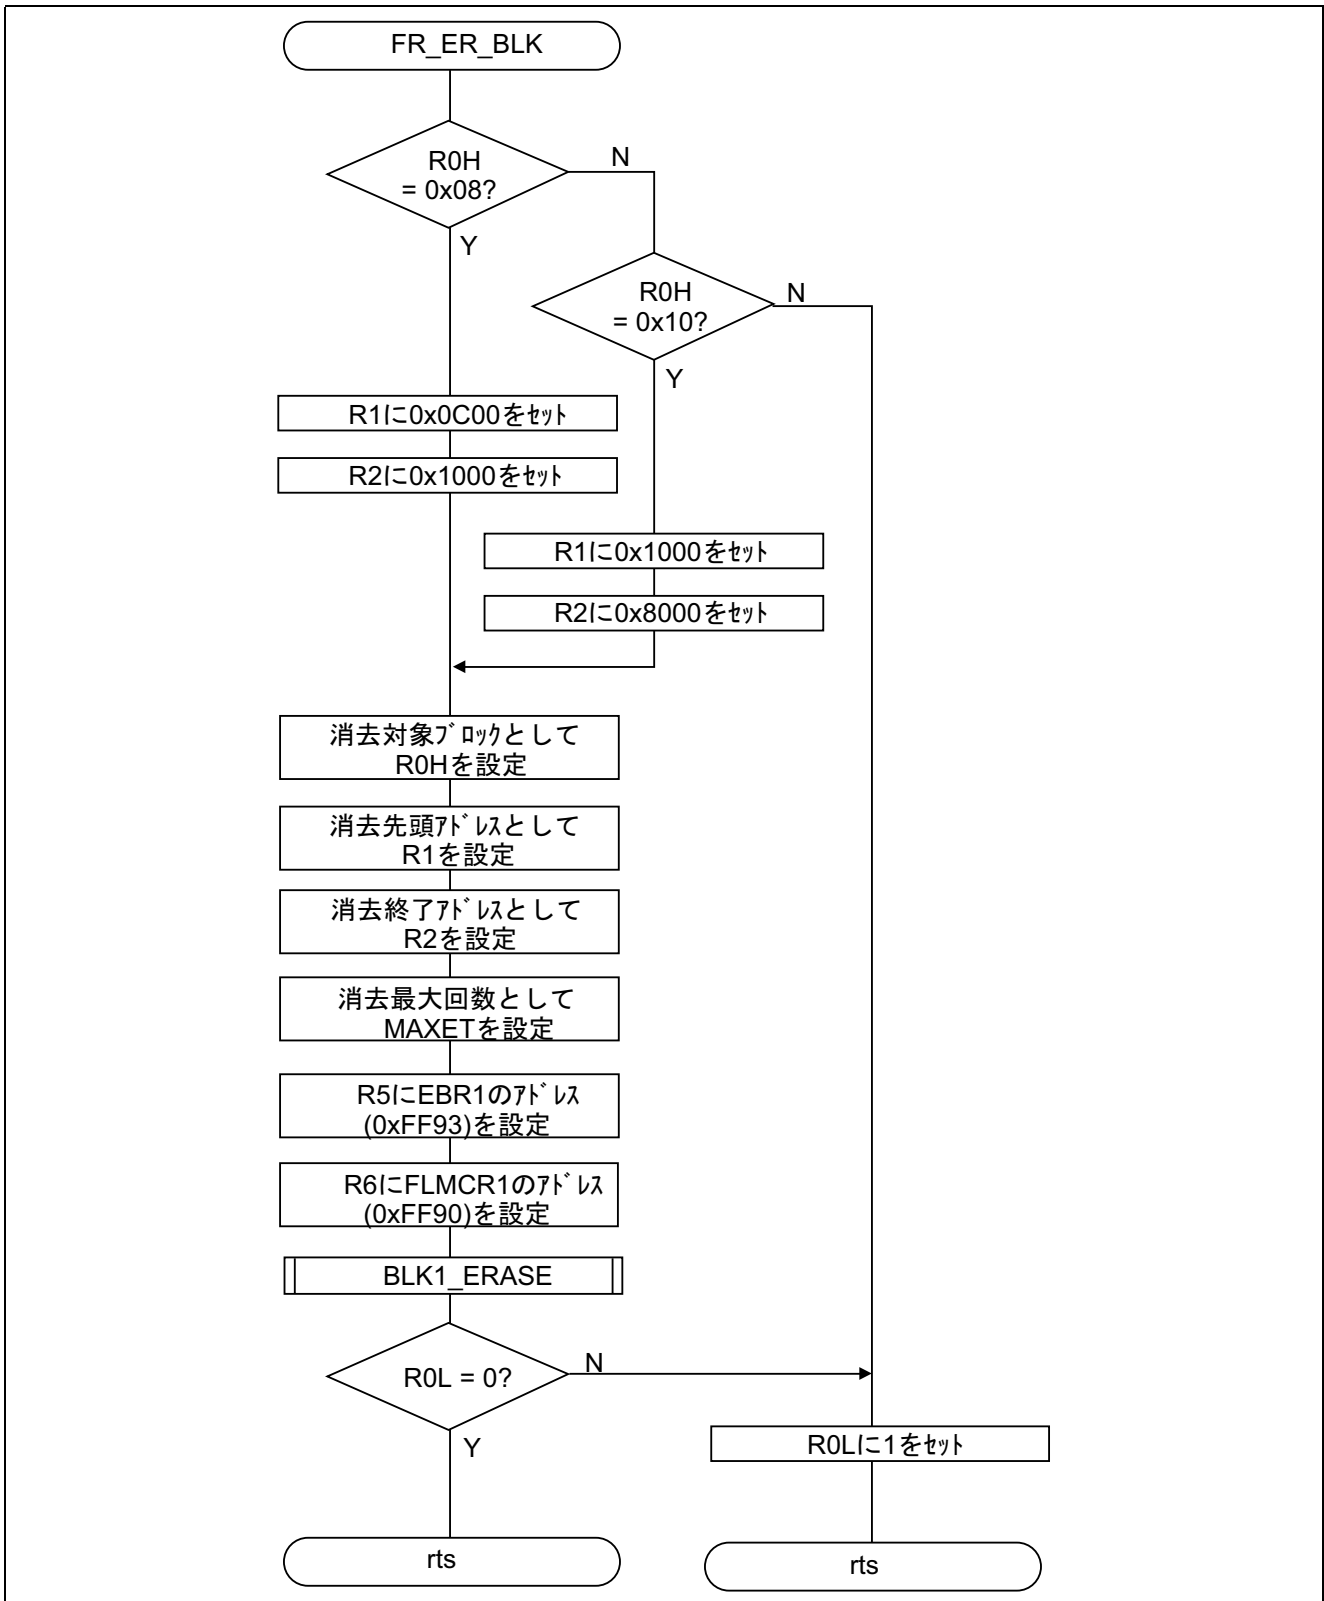 FR_ER_BLK
R0H
= 0x08?
N
Y
R0H
= 0x10?
N
Y
R1に0x0C00をｾｯﾄ
R2に0x1000をｾｯﾄ
R1に0x1000をｾｯﾄ
R2に0x8000をｾｯﾄ
消去対象ﾌﾞﾛｯｸとして
R0Hを設定
消去先頭ｱﾄﾞﾚｽとして
R1を設定
消去終了ｱﾄﾞﾚｽとして
R2を設定
消去最大回数として
MAXETを設定
R5にEBR1のｱﾄﾞﾚｽ
(0xFF93)を設定
R6にFLMCR1のｱﾄﾞﾚｽ
(0xFF90)を設定
BLK1_ERASE
R0L = 0?
N
Y
R0Lに1をｾｯﾄ
rts
rts